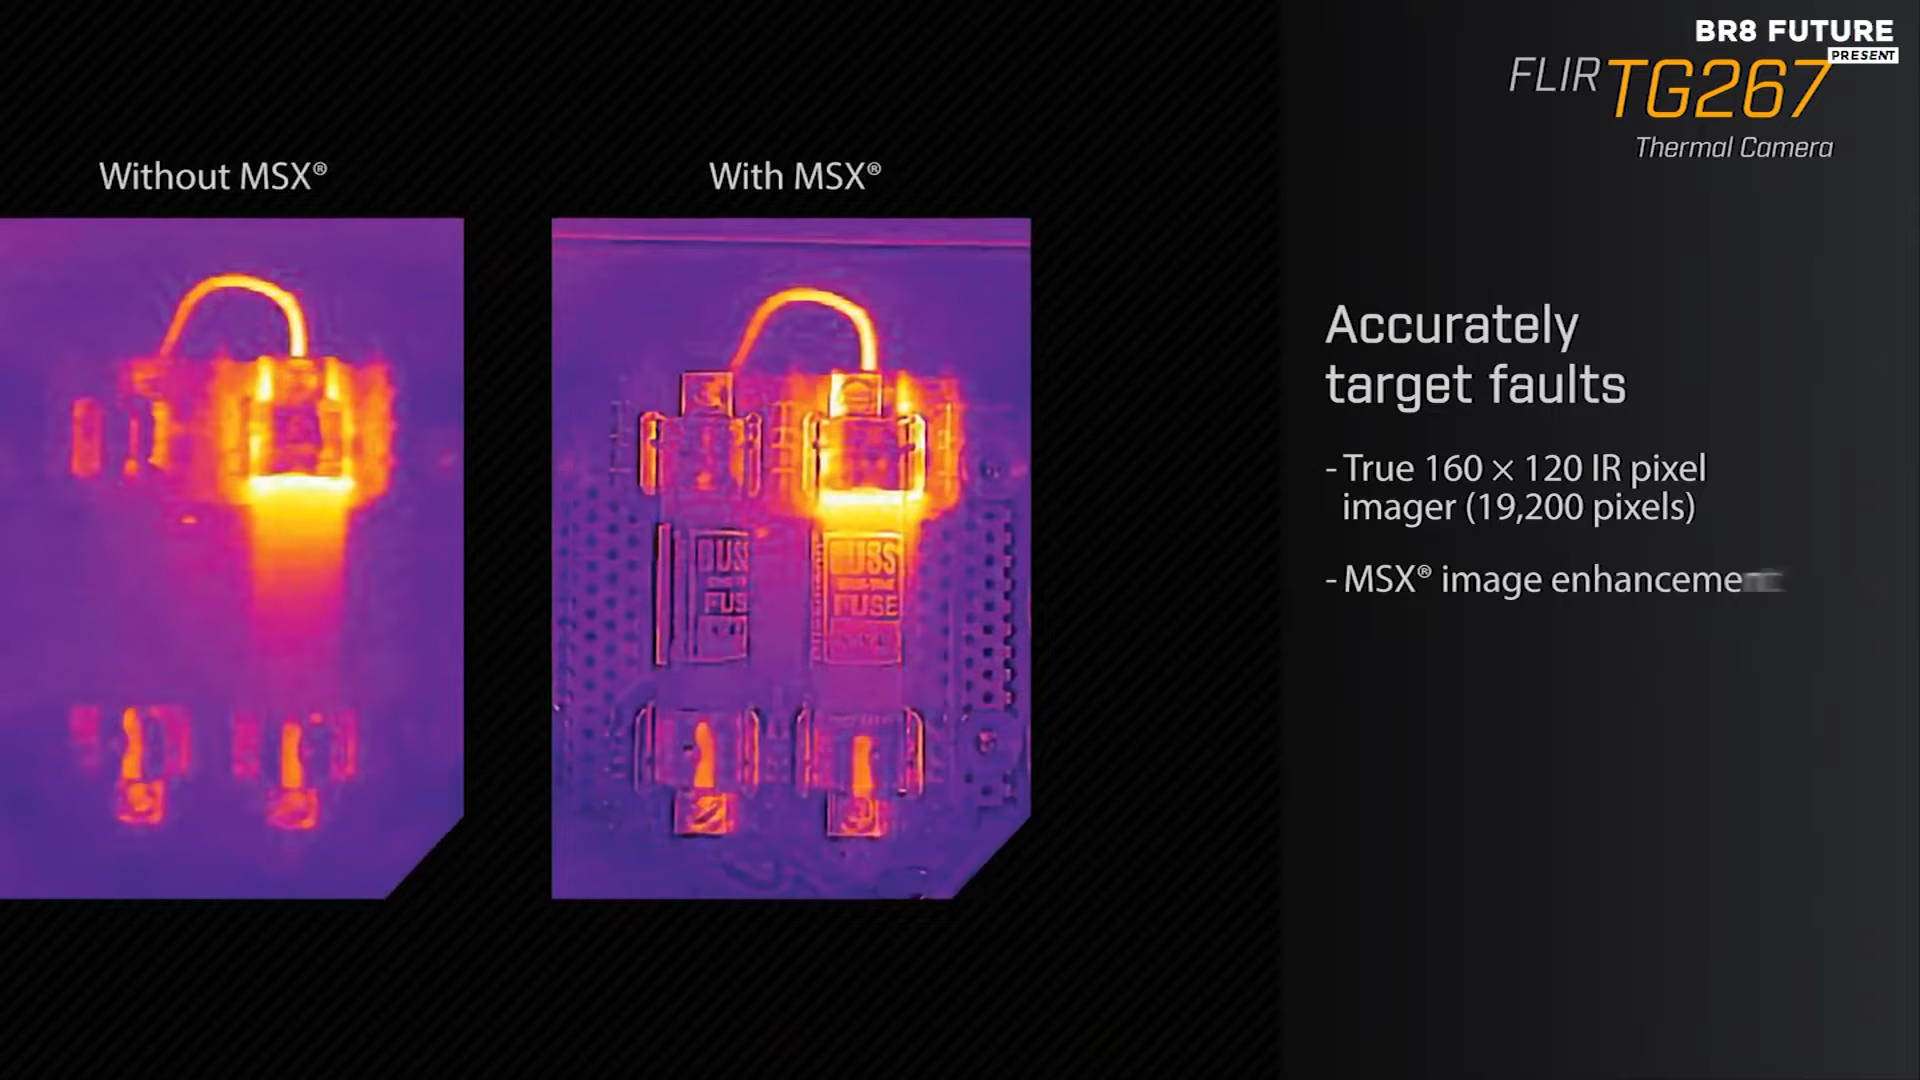 BR8 FUTURE
PRESENT
FLIR TG267
Thermal Camera
Without MSX®
With MSX®
Accurately
target faults
- True 160 × 120 IR pixel
imager (19,200 pixels)
- MSX® image
BUSS
FUSE